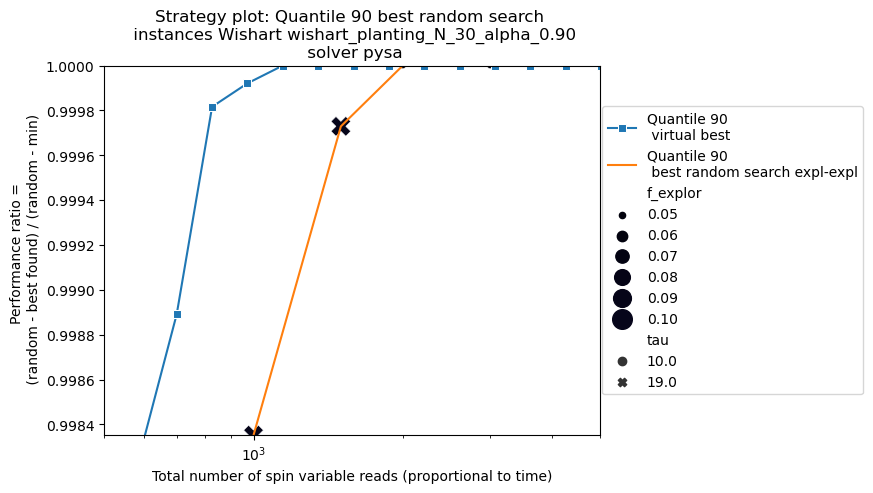 Strategy plot: Quantile 90 best random search
instances Wishart wishart_planting_N_30_alpha_0.90
solver pysa
Performance ratio =
(random - best found) / (random - min)
1.0000
0.9998
0.9996
0.9994
0.9992
0.9990
0.9988
0.9986
0.9984
10³
Total number of spin variable reads (proportional to time)
Quantile 90
virtual best
Quantile 90
best random search expl-expl
f_explor
0.05
0.06
0.07
0.08
0.09
0.10
tau
10.0
19.0